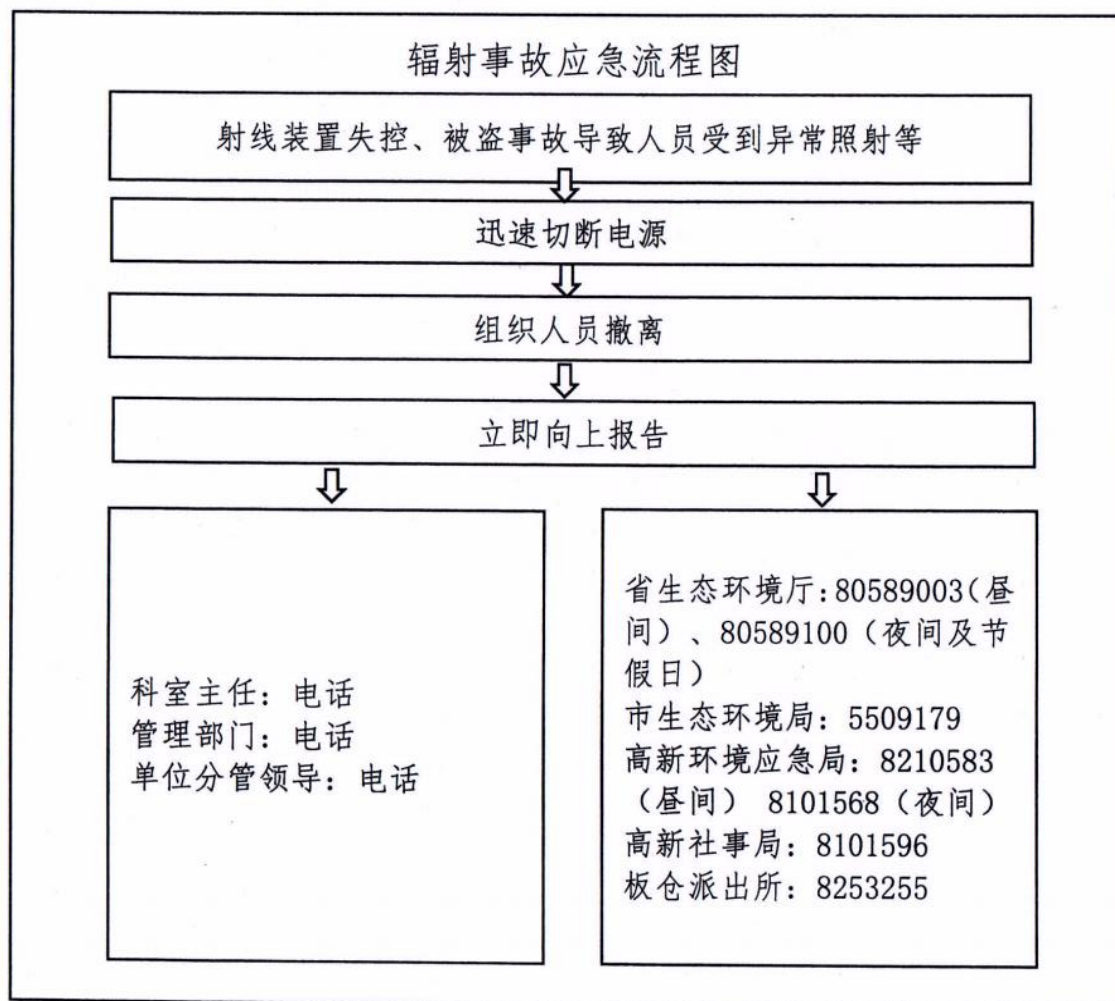 辐射事故应急流程图
射线装置失控、被盗事故导致人员受到异常照射等
迅速切断电源
组织人员撤离
立即向上报告
科室主任：电话
管理部门：电话
单位分管领导：电话
省生态环境厅:80589003(昼
间）、80589100（夜间及节
假日）
市生态环境局：5509179
高新环境应急局：8210583
（昼间） 8101568（夜间）
高新社事局：8101596
板仓派出所：8253255